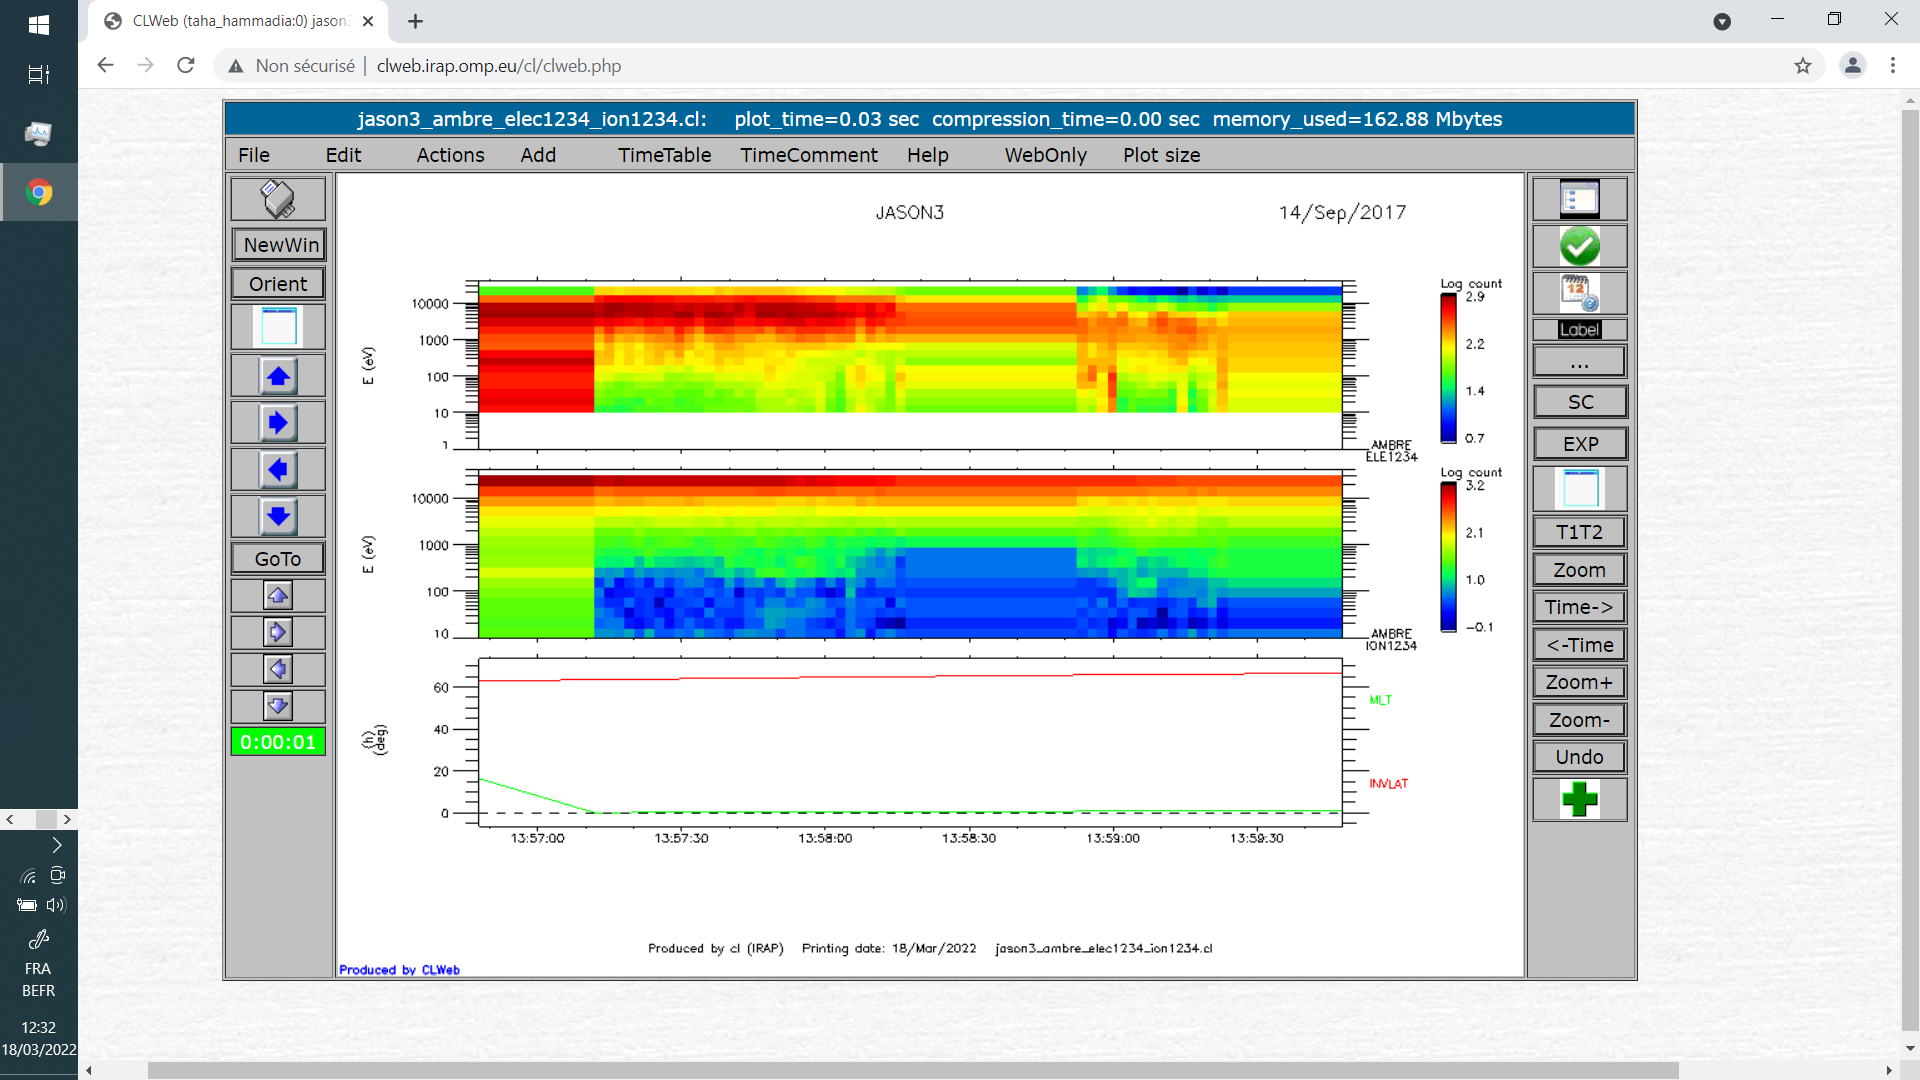 CLWeb (taha_hammadia:0) jason3
Non sécurisé | clweb.irap.omp.eu/cl/clweb.php
jason3_ambre_elec1234_ion1234.cl: plot_time=0.03 sec compression_time=0.00 sec memory_used=162.88 Mbytes
File Edit Actions Add TimeTable TimeComment Help WebOnly Plot size
NewWin
Orient
GoTo
0:00:01
JASON3 14/Sep/2017
Log count
2.9
2.2
1.4
0.7
10000
1000
100
10
1
E (eV)
AMBRE
ELE1234
Log count
3.2
2.1
1.0
-0.1
10000
1000
100
10
E (eV)
AMBRE
ION1234
60
40
20
0
(h)
(deg)
MLT
INVLAT
13:57:00 13:57:30 13:58:00 13:58:30 13:59:00 13:59:30
Produced by cl (IRAP) Printing date: 18/Mar/2022 jason3_ambre_elec1234_ion1234.cl
Produced by CLWeb
12
Label
...
SC
EXP
T1T2
Zoom
Time->
<-Time
Zoom+
Zoom-
Undo
FRA
BEFR
12:32
18/03/2022